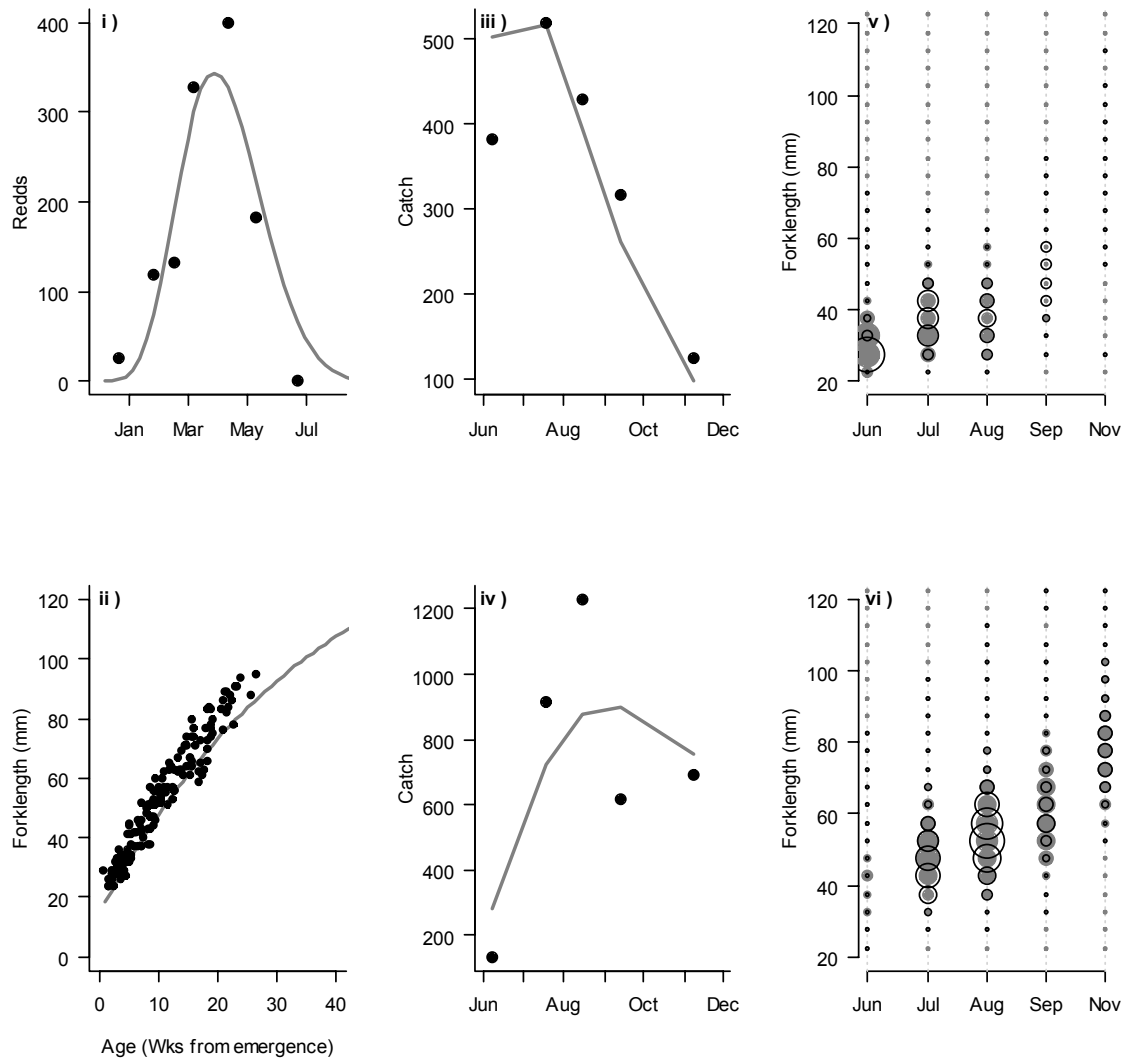 i )
400
300
200
100
0
Redds
Jan Mar May Jul
iii )
500
400
300
200
100
Catch
Jun Aug Oct Dec
v )
120
100
80
60
40
20
Forklength (mm)
Jun Jul Aug Sep Nov
ii )
120
100
80
60
40
20
0
Forklength (mm)
0 10 20 30 40
Age (Wks from emergence)
iv )
1200
1000
800
600
400
200
Catch
Jun Aug Oct Dec
vi )
120
100
80
60
40
20
Forklength (mm)
Jun Jul Aug Sep Nov